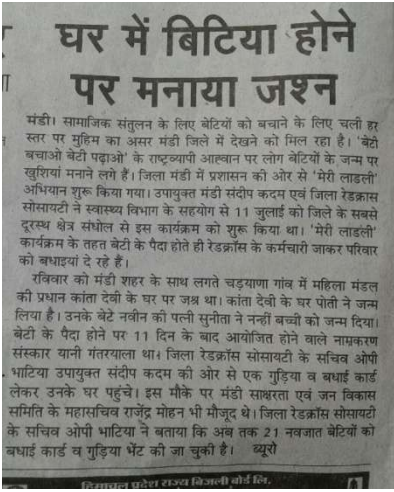 घर में बिटिया होने
पर मनाया जश्न
मंडी। सामाजिक संतुलन के लिए बेटियों को बचाने के लिए चली हर
स्तर पर मुहिम का असर मंडी जिले में देखने को मिल रहा है। 'बेटी
बचाओ बेटी पढ़ाओ' के राष्ट्रव्यापी आह्वान पर लोग बेटियों के जन्म पर
खुशियां मनाने लगे हैं। जिला मंडी में प्रशासन की ओर से 'मेरी लाडली'
अभियान शुरू किया गया। उपायुक्त मंडी संदीप कदम एवं जिला रेडक्रास
सोसायटी ने स्वास्थ्य विभाग के सहयोग से 11 जुलाई को जिले के सबसे
दूरस्थ क्षेत्र संधोल से इस कार्यक्रम को शुरू किया था। 'मेरी लाडली'
कार्यक्रम के तहत बेटी के पैदा होते ही रेडक्रॉस के कर्मचारी जाकर परिवार
को बधाइयां दे रहे हैं।
रविवार को मंडी शहर के साथ लगते चड़याणा गांव में महिला मंडल
की प्रधान कांता देवी के घर पर जश्न था। कांता देवी के घर पोती ने जन्म
लिया है। उनके बेटे नवीन की पत्नी सुनीता ने नन्हीं बच्ची को जन्म दिया।
बेटी के पैदा होने पर 11 दिन के बाद आयोजित होने वाले नामकरण
संस्कार यानी गंतरयाला था। जिला रेडक्रॉस सोसायटी के सचिव ओपी
भाटिया उपायुक्त संदीप कदम की ओर से एक गुड़िया व बधाई कार्ड
लेकर उनके घर पहुंचे। इस मौके पर मंडी साक्षरता एवं जन विकास
समिति के महासचिव राजेंद्र मोहन भी मौजूद थे। जिला रेडक्रॉस सोसायटी
के सचिव ओपी भाटिया ने बताया कि अब तक 21 नवजात बेटियों को
बधाई कार्ड व गुड़िया भेंट की जा चुकी है। ब्यूरो
हिमाचल प्रदेश राज्य बिजली बोर्ड लि.